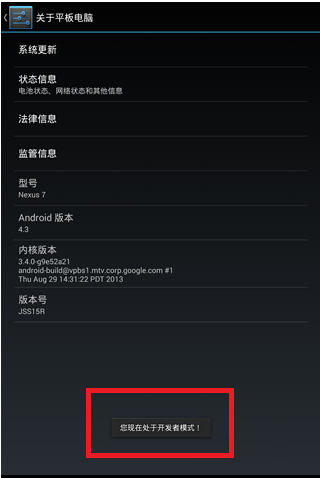 关于平板电脑
系统更新
状态信息
电池状态、网络状态和其他信息
法律信息
监管信息
型号
Nexus 7
Android 版本
4.3
内核版本
3.4.0-g9e52a21
android-build@vpbs1.mtv.corp.google.com #1
Thu Aug 29 14:31:22 PDT 2013
版本号
JSS15R
您现在处于开发者模式！